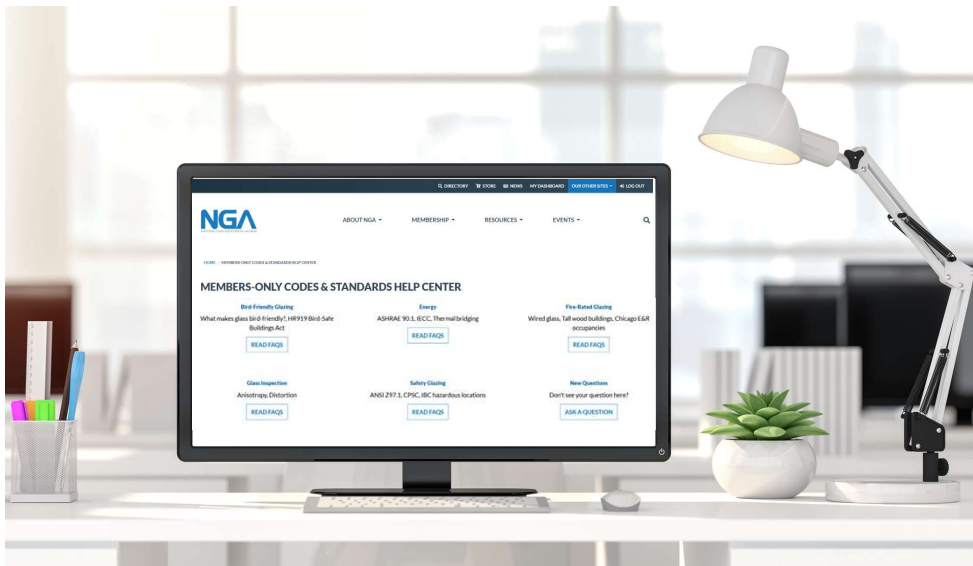 DIRECTORY STORE NEWS MY DASHBOARD OUR OTHER SITES LOG OUT
NGA
ABOUT NGA MEMBERSHIP RESOURCES EVENTS
HOME MEMBERS-ONLY CODES & STANDARDS HELP CENTER
MEMBERS-ONLY CODES & STANDARDS HELP CENTER
Bird-Friendly Glazing
What makes glass bird-friendly?, HR919 Bird-Safe
Buildings Act
READ FAQS
Energy
ASHRAE 90.1, IECC, Thermal bridging
READ FAQS
Fire-Rated Glazing
Wired glass, Tall wood buildings, Chicago E&R
occupancies
READ FAQS
Glass Inspection
Anisotropy, Distortion
READ FAQS
Safety Glazing
ANSI Z97.1, CPSC, IBC hazardous locations
READ FAQS
New Questions
Don't see your question here?
ASK A QUESTION